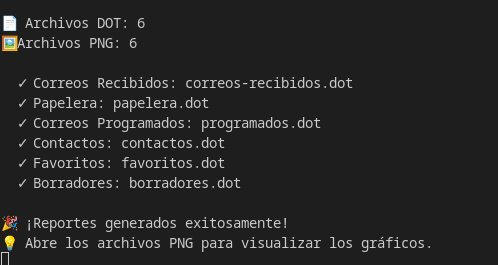 📄 Archivos DOT: 6
🖼️Archivos PNG: 6
✓ Correos Recibidos: correos-recibidos.dot
✓ Papelera: papelera.dot
✓ Correos Programados: programados.dot
✓ Contactos: contactos.dot
✓ Favoritos: favoritos.dot
✓ Borradores: borradores.dot
🎉 ¡Reportes generados exitosamente!
💡 Abre los archivos PNG para visualizar los gráficos.